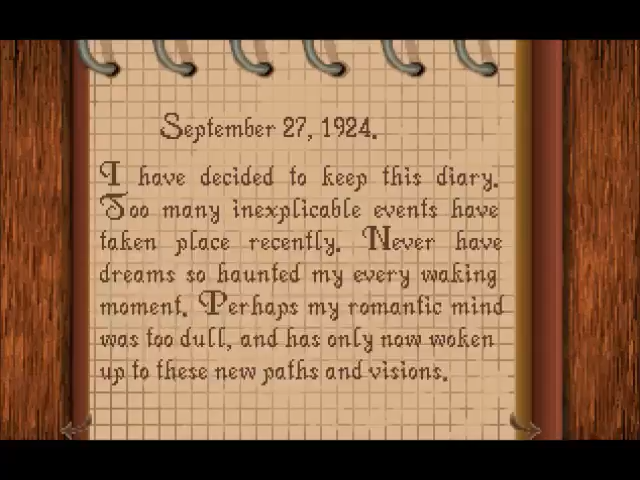 September 27, 1924.
I have decided to keep this diary.
Too many inexplicable events have
taken place recently. Never have
dreams so haunted my every waking
moment. Perhaps my romantic mind
was too dull, and has only now woken
up to these new paths and visions.